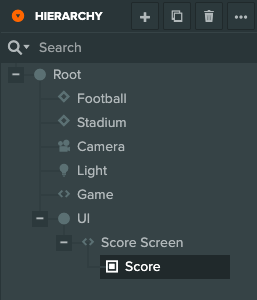 HIERARCHY
Search
Root
Football
Stadium
Camera
Light
Game
UI
Score Screen
Score